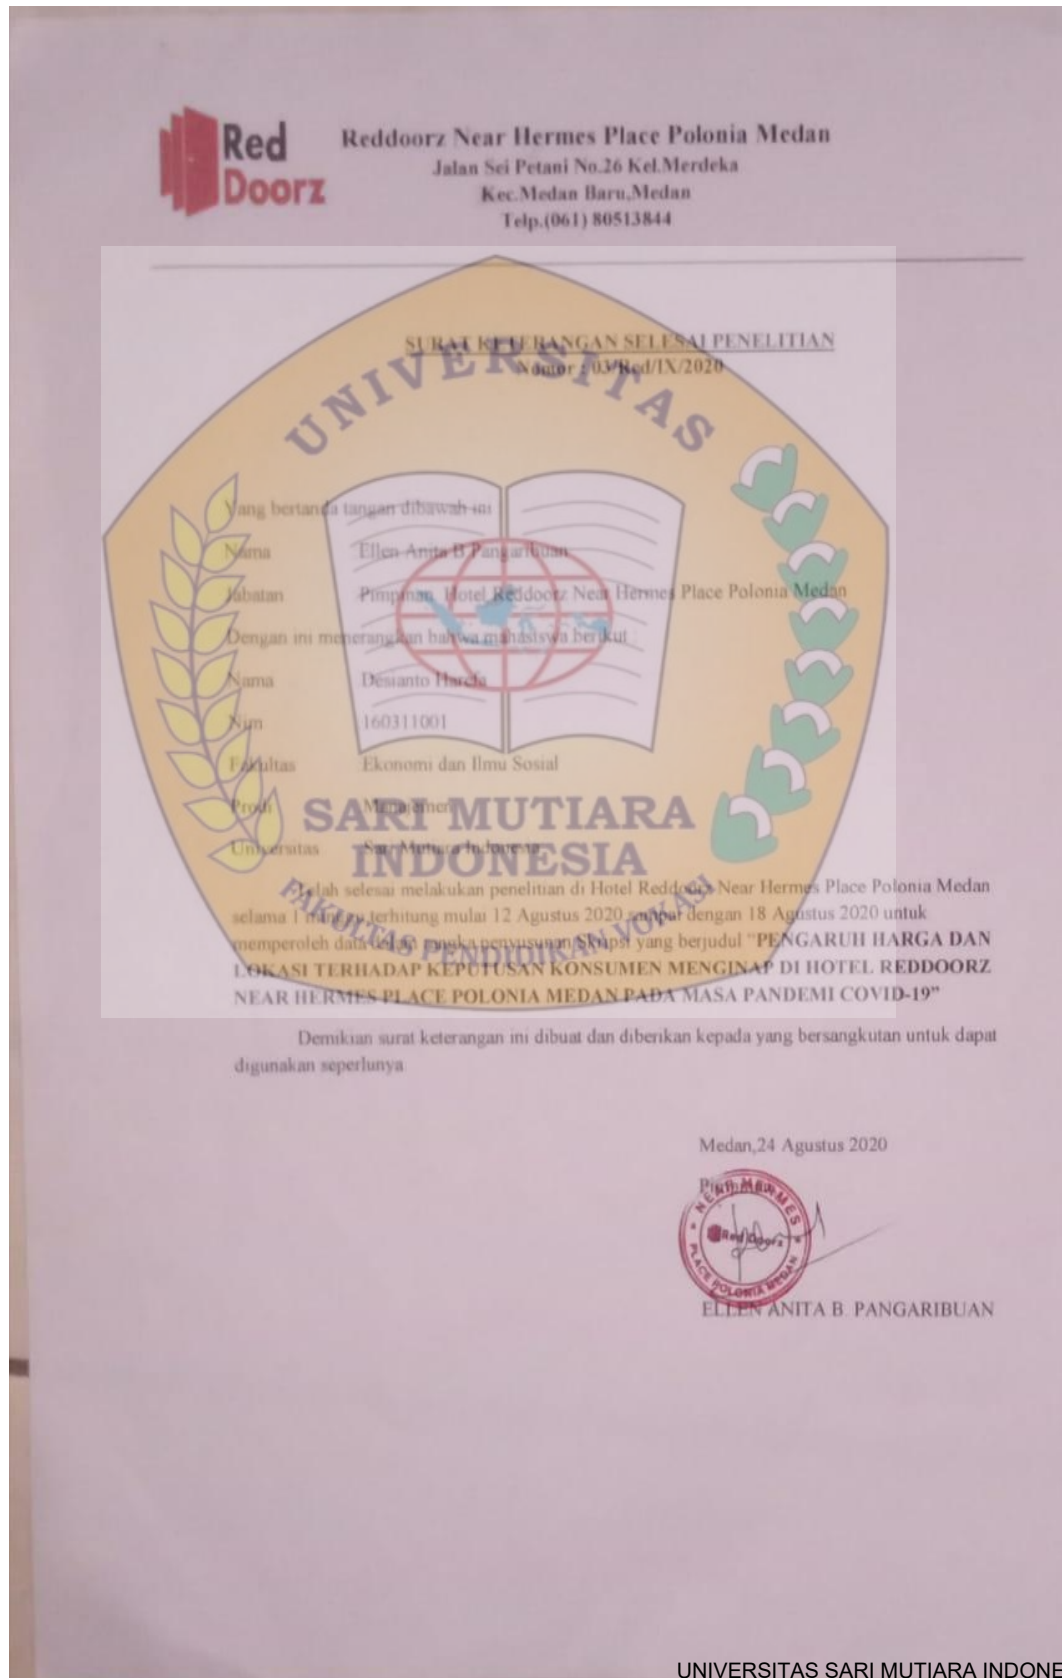 Red
Doorz
Reddoorz Near Hermes Place Polonia Medan
Jalan Sei Petani No.26 Kel.Merdeka
Kec.Medan Baru,Medan
Telp.(061) 80513844
SURAT KETERANGAN SELESAI PENELITIAN
Nomor : 03/Red/IX/2020
UNIVERSITAS
Yang bertanda tangan dibawah ini
Nama Ellen Anita B Pangaribuan
Jabatan Pimpinan Hotel Reddoorz Near Hermes Place Polonia Medan
Dengan ini menerangkan bahwa mahasiswa berikut :
Nama Desianto Harefa
Nim 160311001
Fakultas Ekonomi dan Ilmu Sosial
Prodi Manajemen
SARI MUTIARA
Universitas Sari Mutiara Indonesia
INDONESIA
FAKULTAS PENDIDIKAN VOKASI
Telah selesai melakukan penelitian di Hotel Reddoorz Near Hermes Place Polonia Medan
selama 1 minggu terhitung mulai 12 Agustus 2020 sampai dengan 18 Agustus 2020 untuk
memperoleh data dalam rangka penyusunan Skripsi yang berjudul "PENGARUH HARGA DAN
LOKASI TERHADAP KEPUTUSAN KONSUMEN MENGINAP DI HOTEL REDDOORZ
NEAR HERMES PLACE POLONIA MEDAN PADA MASA PANDEMI COVID-19"
Demikian surat keterangan ini dibuat dan diberikan kepada yang bersangkutan untuk dapat
digunakan seperlunya
Medan,24 Agustus 2020
Pimpinan
NEAR HERMES
Red Doorz
PLACE POLONIA MEDAN
ELLEN ANITA B. PANGARIBUAN
UNIVERSITAS SARI MUTIARA INDONE